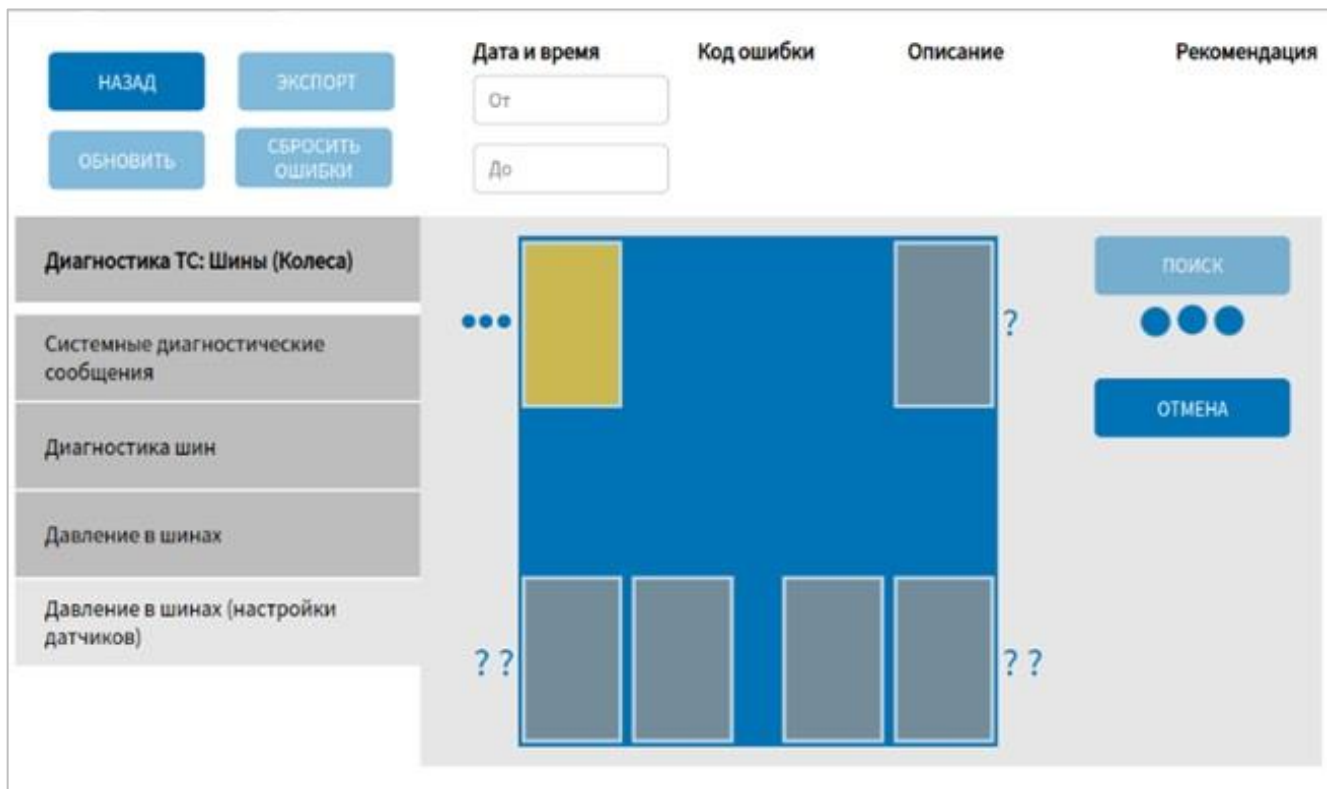 НАЗАД
ЭКСПОРТ
ОБНОВИТЬ
СБРОСИТЬ
ОШИБКИ
Дата и время
Код ошибки
Описание
Рекомендация
От
До
Диагностика ТС: Шины (Колеса)
Системные диагностические
сообщения
Диагностика шин
Давление в шинах
Давление в шинах (настройки
датчиков)
?
? ?
? ?
ПОИСК
ОТМЕНА